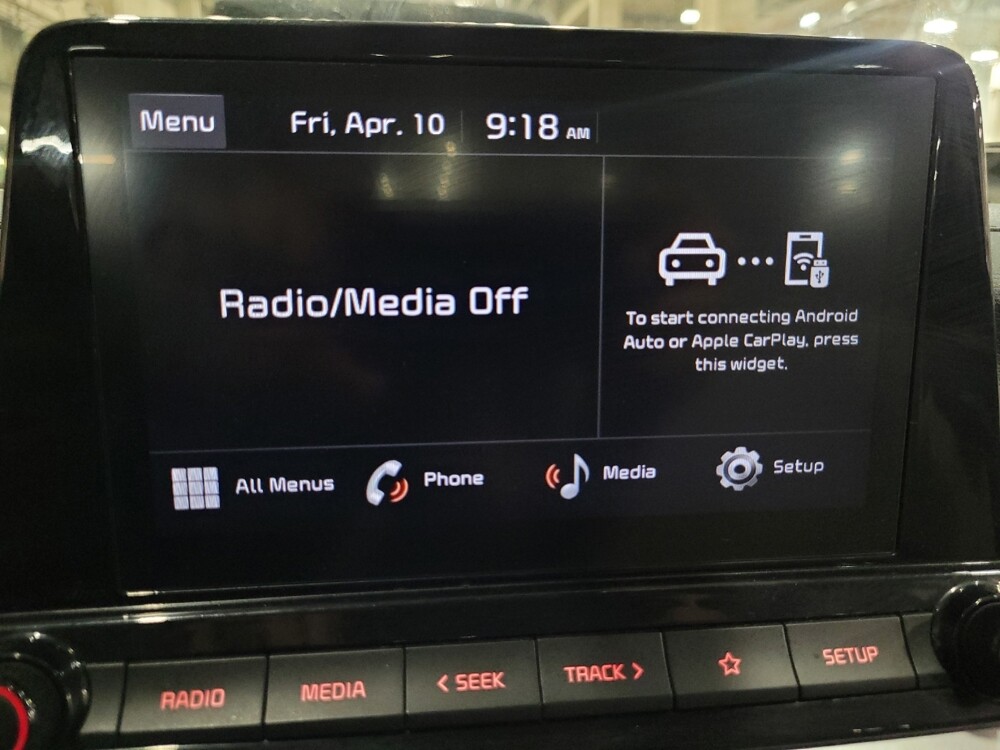 Menu
Fri, Apr. 10
9:18 AM
Radio/Media Off
To start connecting Android
Auto or Apple CarPlay, press
this widget.
All Menus
Phone
Media
Setup
RADIO
MEDIA
< SEEK
TRACK >
SETUP